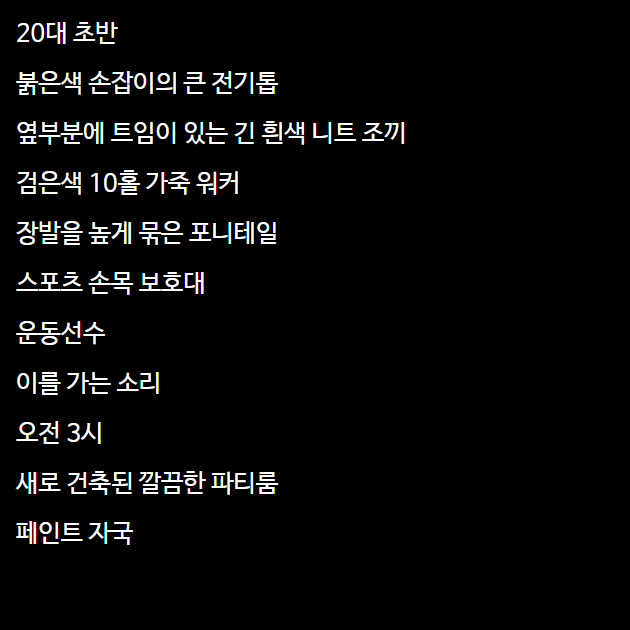 20대 초반
붉은색 손잡이의 큰 전기톱
옆부분에 트임이 있는 긴 흰색 니트 조끼
검은색 10홀 가죽 워커
장발을 높게 묶은 포니테일
스포츠 손목 보호대
운동선수
이를 가는 소리
오전 3시
새로 건축된 깔끔한 파티룸
페인트 자국